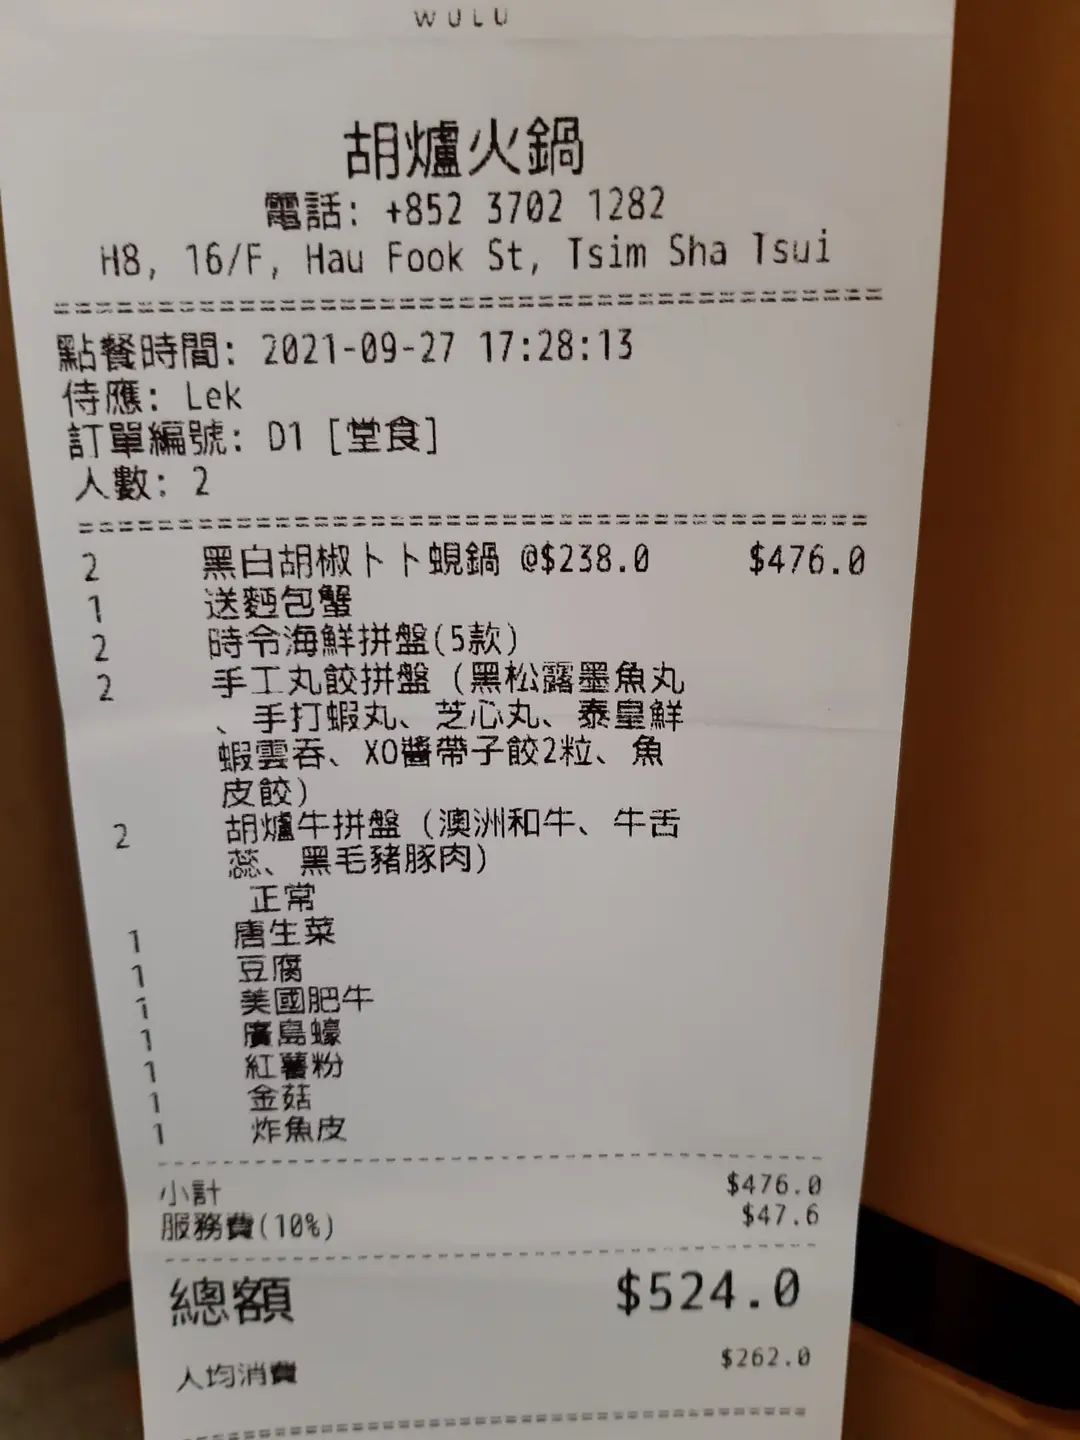 WULU
胡爐火鍋
電話: +852 3702 1282
H8, 16/F, Hau Fook St, Tsim Sha Tsui
點餐時間: 2021-09-27 17:28:13
侍應: Lek
訂單編號: D1 [堂食]
人數: 2
2 黑白胡椒卜卜蜆鍋 @$238.0 $476.0
1 送麵包蟹
2 時令海鮮拼盤(5款)
2 手工丸餃拼盤 (黑松露墨魚丸
、手打蝦丸、芝心丸、泰皇鮮
蝦雲吞、XO醬帶子餃2粒、魚
皮餃)
2 胡爐牛拼盤 (澳洲和牛、牛舌
蕊、黑毛豬豚肉)
正常
1 唐生菜
1 豆腐
1 美國肥牛
1 廣島蠔
1 紅薯粉
1 金菇
1 炸魚皮
小計 $476.0
服務費(10%) $47.6
總額 $524.0
人均消費 $262.0